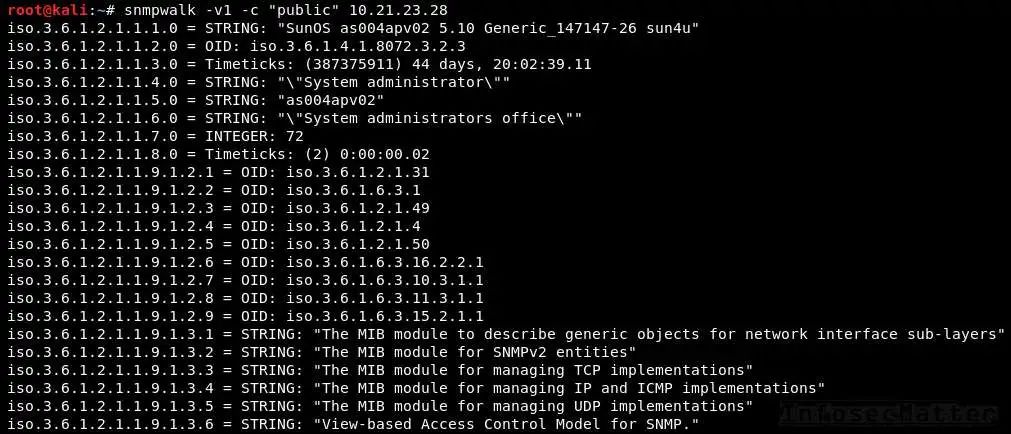 root@kali:~# snmpwalk -v1 -c "public" 10.21.23.28
iso.3.6.1.2.1.1.1.0 = STRING: "SunOS as004apv02 5.10 Generic_147147-26 sun4u"
iso.3.6.1.2.1.1.2.0 = OID: iso.3.6.1.4.1.8072.3.2.3
iso.3.6.1.2.1.1.3.0 = Timeticks: (387375911) 44 days, 20:02:39.11
iso.3.6.1.2.1.1.4.0 = STRING: "\"System administrator\""
iso.3.6.1.2.1.1.5.0 = STRING: "as004apv02"
iso.3.6.1.2.1.1.6.0 = STRING: "\"System administrators office\""
iso.3.6.1.2.1.1.7.0 = INTEGER: 72
iso.3.6.1.2.1.1.8.0 = Timeticks: (2) 0:00:00.02
iso.3.6.1.2.1.1.9.1.2.1 = OID: iso.3.6.1.2.1.31
iso.3.6.1.2.1.1.9.1.2.2 = OID: iso.3.6.1.6.3.1
iso.3.6.1.2.1.1.9.1.2.3 = OID: iso.3.6.1.2.1.49
iso.3.6.1.2.1.1.9.1.2.4 = OID: iso.3.6.1.2.1.4
iso.3.6.1.2.1.1.9.1.2.5 = OID: iso.3.6.1.2.1.50
iso.3.6.1.2.1.1.9.1.2.6 = OID: iso.3.6.1.6.3.16.2.2.1
iso.3.6.1.2.1.1.9.1.2.7 = OID: iso.3.6.1.6.3.10.3.1.1
iso.3.6.1.2.1.1.9.1.2.8 = OID: iso.3.6.1.6.3.11.3.1.1
iso.3.6.1.2.1.1.9.1.2.9 = OID: iso.3.6.1.6.3.15.2.1.1
iso.3.6.1.2.1.1.9.1.3.1 = STRING: "The MIB module to describe generic objects for network interface sub-layers"
iso.3.6.1.2.1.1.9.1.3.2 = STRING: "The MIB module for SNMPv2 entities"
iso.3.6.1.2.1.1.9.1.3.3 = STRING: "The MIB module for managing TCP implementations"
iso.3.6.1.2.1.1.9.1.3.4 = STRING: "The MIB module for managing IP and ICMP implementations"
iso.3.6.1.2.1.1.9.1.3.5 = STRING: "The MIB module for managing UDP implementations"
iso.3.6.1.2.1.1.9.1.3.6 = STRING: "View-based Access Control Model for SNMP."
InfosecMatter